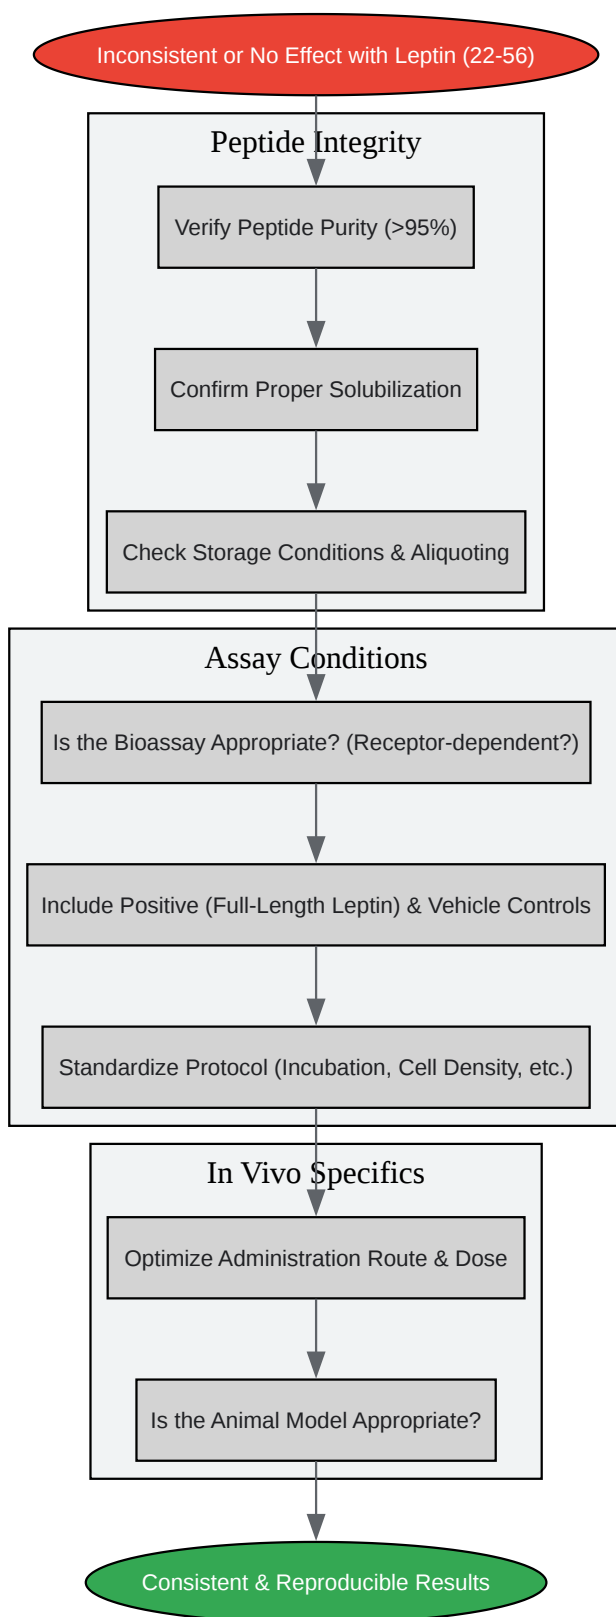 Inconsistent or No Effect with Leptin (22-56)
Peptide Integrity
Verify Peptide Purity (>95%)
Confirm Proper Solubilization
Check Storage Conditions & Aliquoting
Assay Conditions
Is the Bioassay Appropriate? (Receptor-dependent?)
Include Positive (Full-Length Leptin) & Vehicle Controls
Standardize Protocol (Incubation, Cell Density, etc.)
In Vivo Specifics
Optimize Administration Route & Dose
Is the Animal Model Appropriate?
Consistent & Reproducible Results